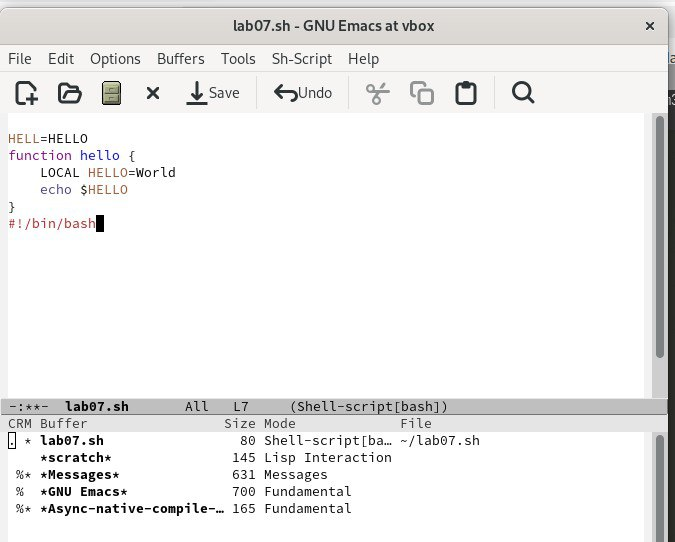 lab07.sh - GNU Emacs at vbox
File Edit Options Buffers Tools Sh-Script Help
Save Undo
HELL=HELLO
function hello {
    LOCAL HELLO=World
    echo $HELLO
}
#!/bin/bash
-:**-  lab07.sh       All   L7     (Shell-script[bash])
CRM Buffer                 Size Mode             File
. * lab07.sh                 80 Shell-script[ba… ~/lab07.sh
    *scratch*               145 Lisp Interaction
 %* *Messages*              631 Messages
 %  *GNU Emacs*             700 Fundamental
 %* *Async-native-compile-… 165 Fundamental